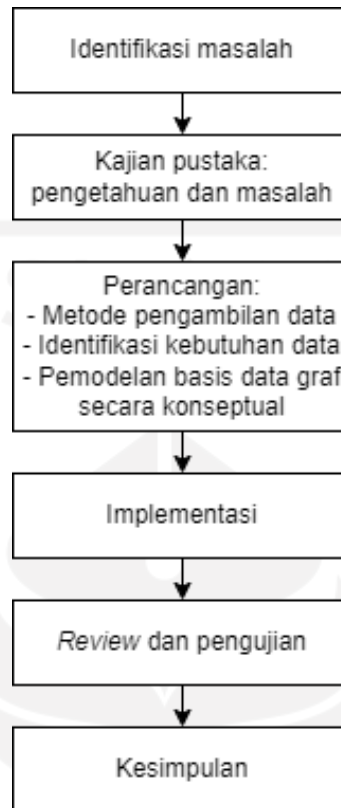 Identifikasi masalah
Kajian pustaka:
pengetahuan dan masalah
Perancangan:
- Metode pengambilan data
- Identifikasi kebutuhan data
- Pemodelan basis data graf
secara konseptual
Implementasi
Review dan pengujian
Kesimpulan